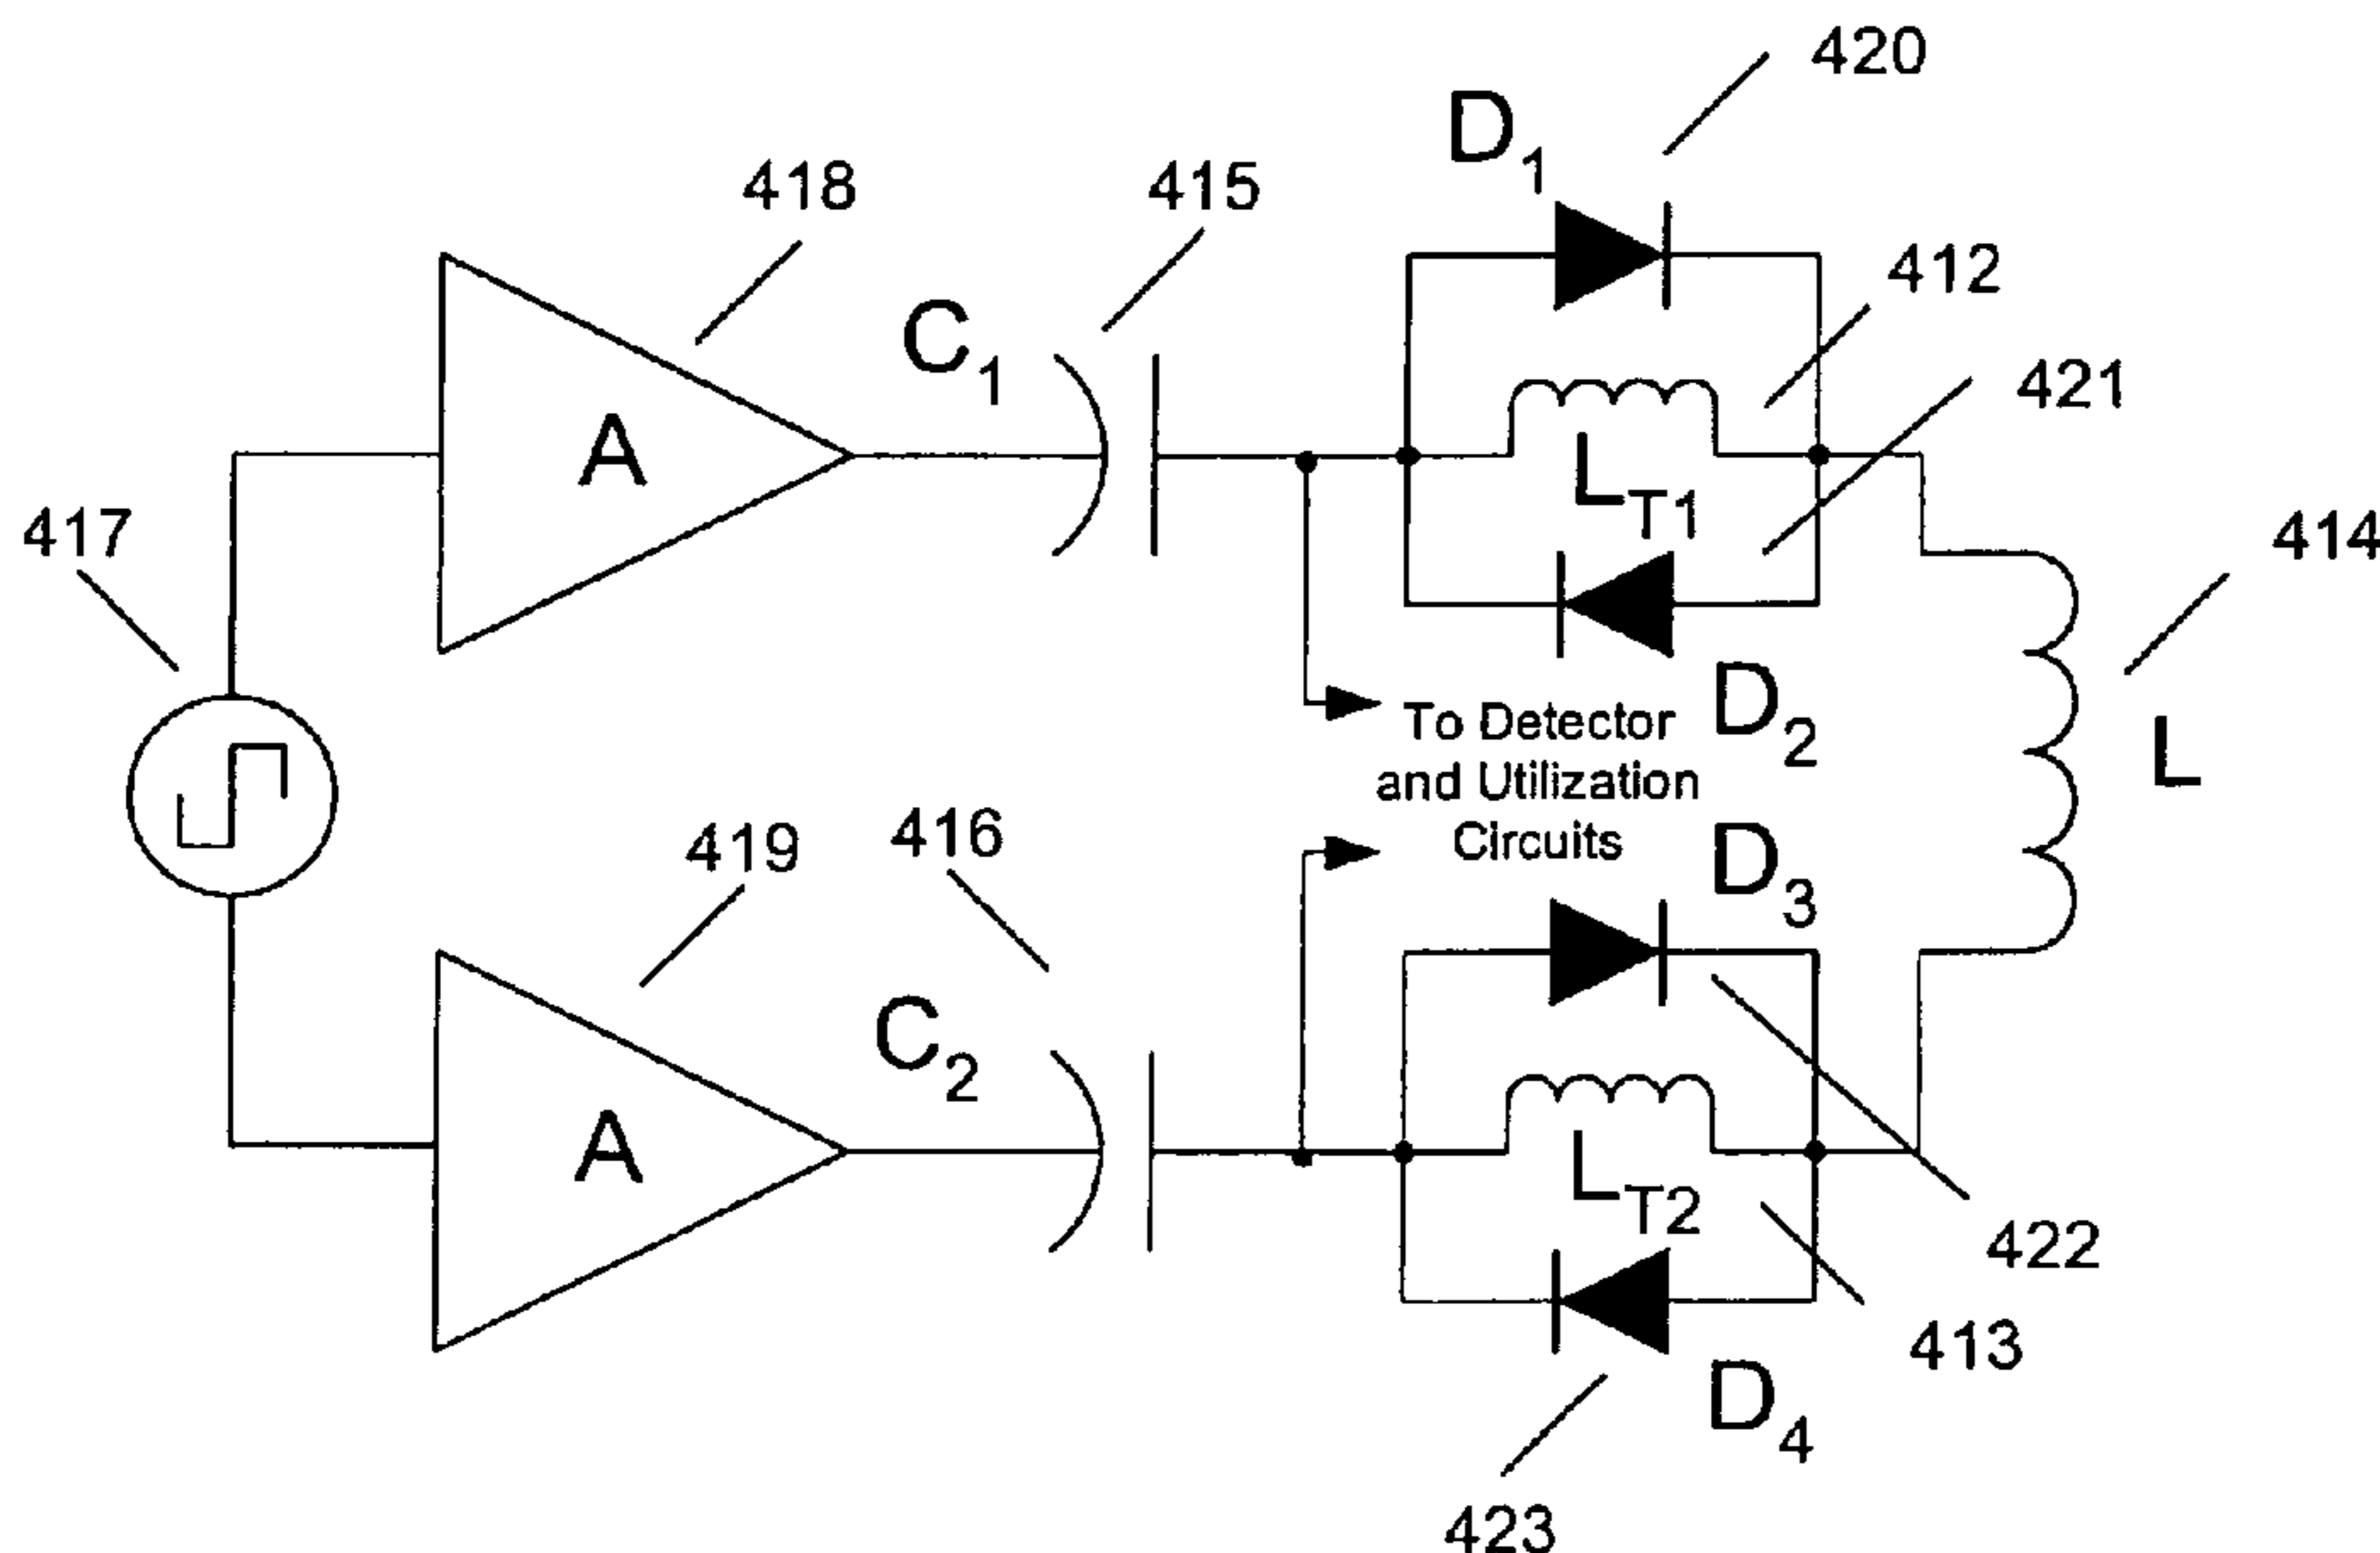 420
D1
418
415
412
C1
421
A
LT1
417
414
D2
To Detector
and Utilization
Circuits
L
419
416
D3
C2
A
LT2
422
413
D4
423